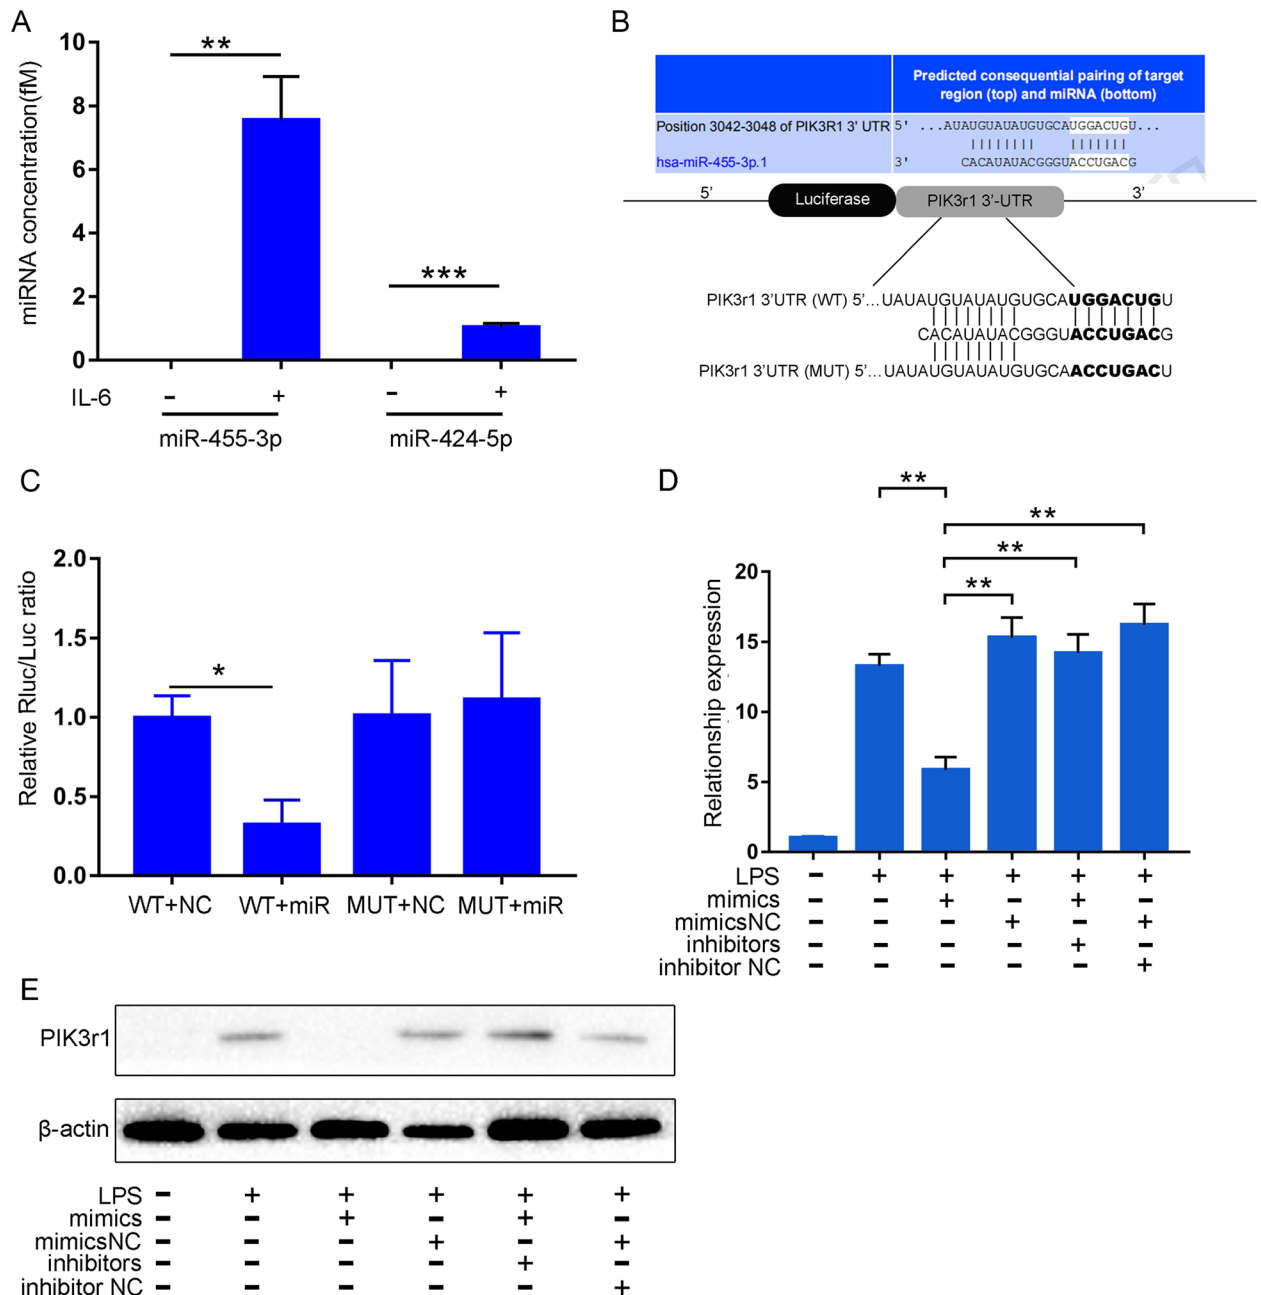 A
miRNA concentration(fM)
10
8
6
4
2
0
**
***
IL-6 – + – +
miR-455-3p miR-424-5p
B
Predicted consequential pairing of target
region (top) and miRNA (bottom)
Position 3042-3048 of PIK3R1 3' UTR 5' ...AUAUGUAUAUGUGCAUGGACUGU...
hsa-miR-455-3p.1 3' CACAUAUACGGGUACCUGACG
5' Luciferase PIK3r1 3'-UTR 3'
PIK3r1 3'UTR (WT) 5'...UAUAUGUAUAUGUGCAUGGACUGU
CACAUAUACGGGUACCUGACG
PIK3r1 3'UTR (MUT) 5'...UAUAUGUAUAUGUGCAACCUGACU
C
Relative Rluc/Luc ratio
2.0
1.5
1.0
0.5
0.0
*
WT+NC WT+miR MUT+NC MUT+miR
D
Relationship expression
20
15
10
5
0
**
**
**
**
LPS – + + + + +
mimics – – + – + –
mimicsNC – – – + – +
inhibitors – – – – + –
inhibitor NC – – – – – +
E
PIK3r1
β-actin
LPS – + + + + +
mimics – – + – + –
mimicsNC – – – + – +
inhibitors – – – – + –
inhibitor NC – – – – – +